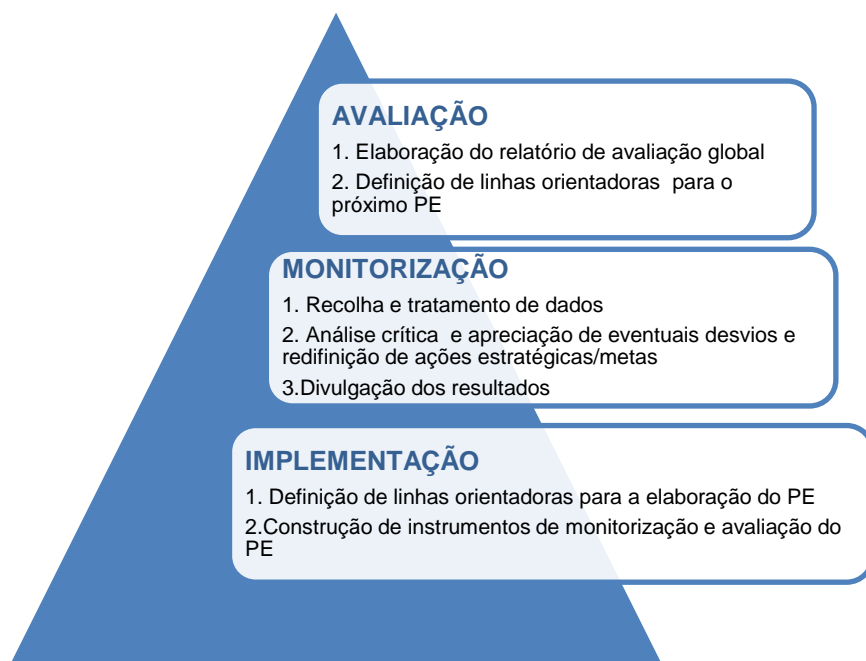 AVALIAÇÃO
1. Elaboração do relatório de avaliação global
2. Definição de linhas orientadoras para o
próximo PE
MONITORIZAÇÃO
1. Recolha e tratamento de dados
2. Análise crítica e apreciação de eventuais desvios e
redifinição de ações estratégicas/metas
3.Divulgação dos resultados
IMPLEMENTAÇÃO
1. Definição de linhas orientadoras para a elaboração do PE
2.Construção de instrumentos de monitorização e avaliação do
PE